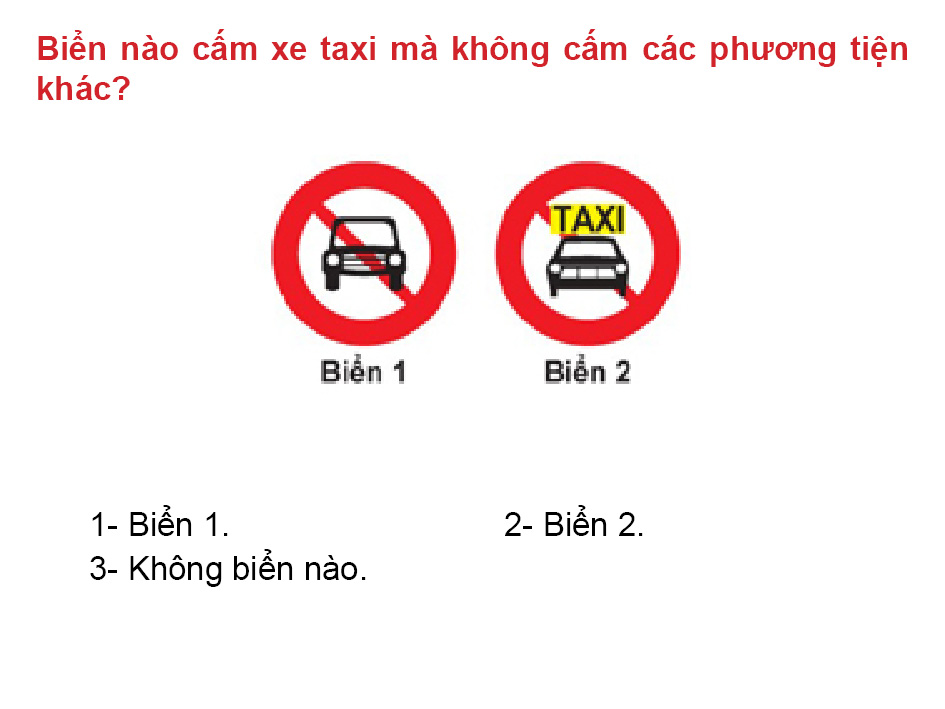 Biển nào cấm xe taxi mà không cấm các phương tiện
khác?
TAXI
Biển 1
Biển 2
1- Biển 1.
2- Biển 2.
3- Không biển nào.